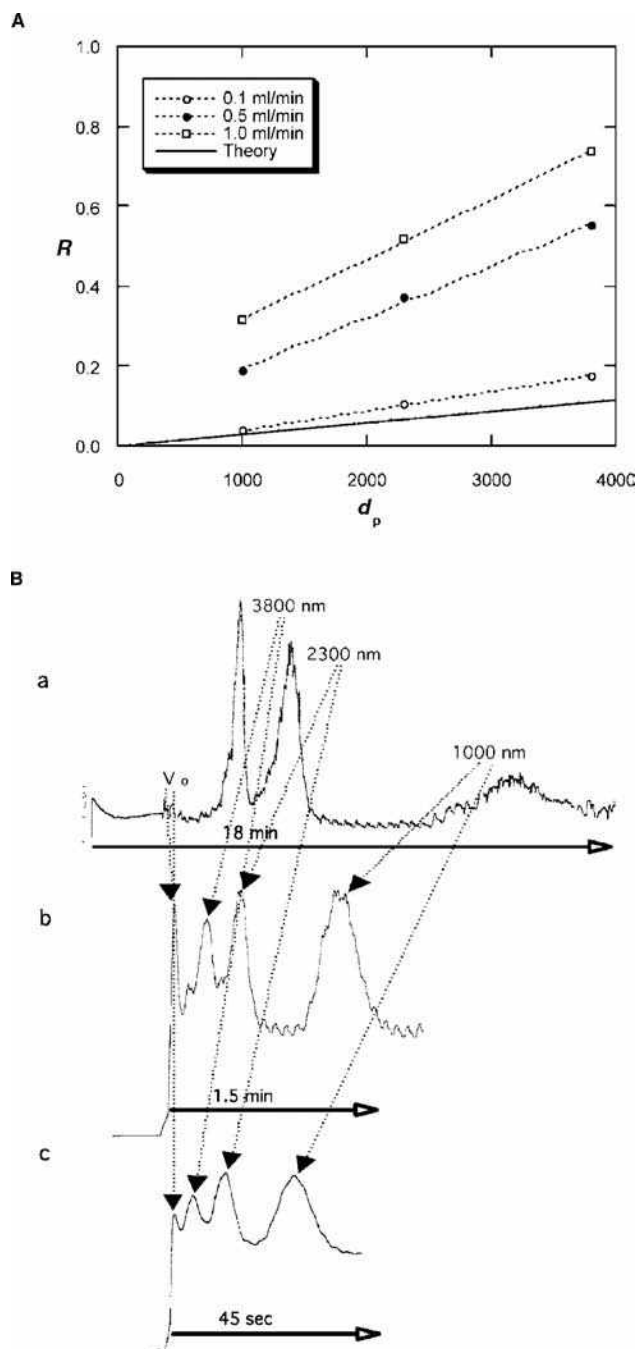 A
1.0
0.8
0.6
0.4
0.2
0.0
R
0.1 ml/min
0.5 ml/min
1.0 ml/min
Theory
0 1000 2000 3000 4000
dp
B
a
3800 nm
2300 nm
1000 nm
Vo
18 min
b
1.5 min
c
45 sec